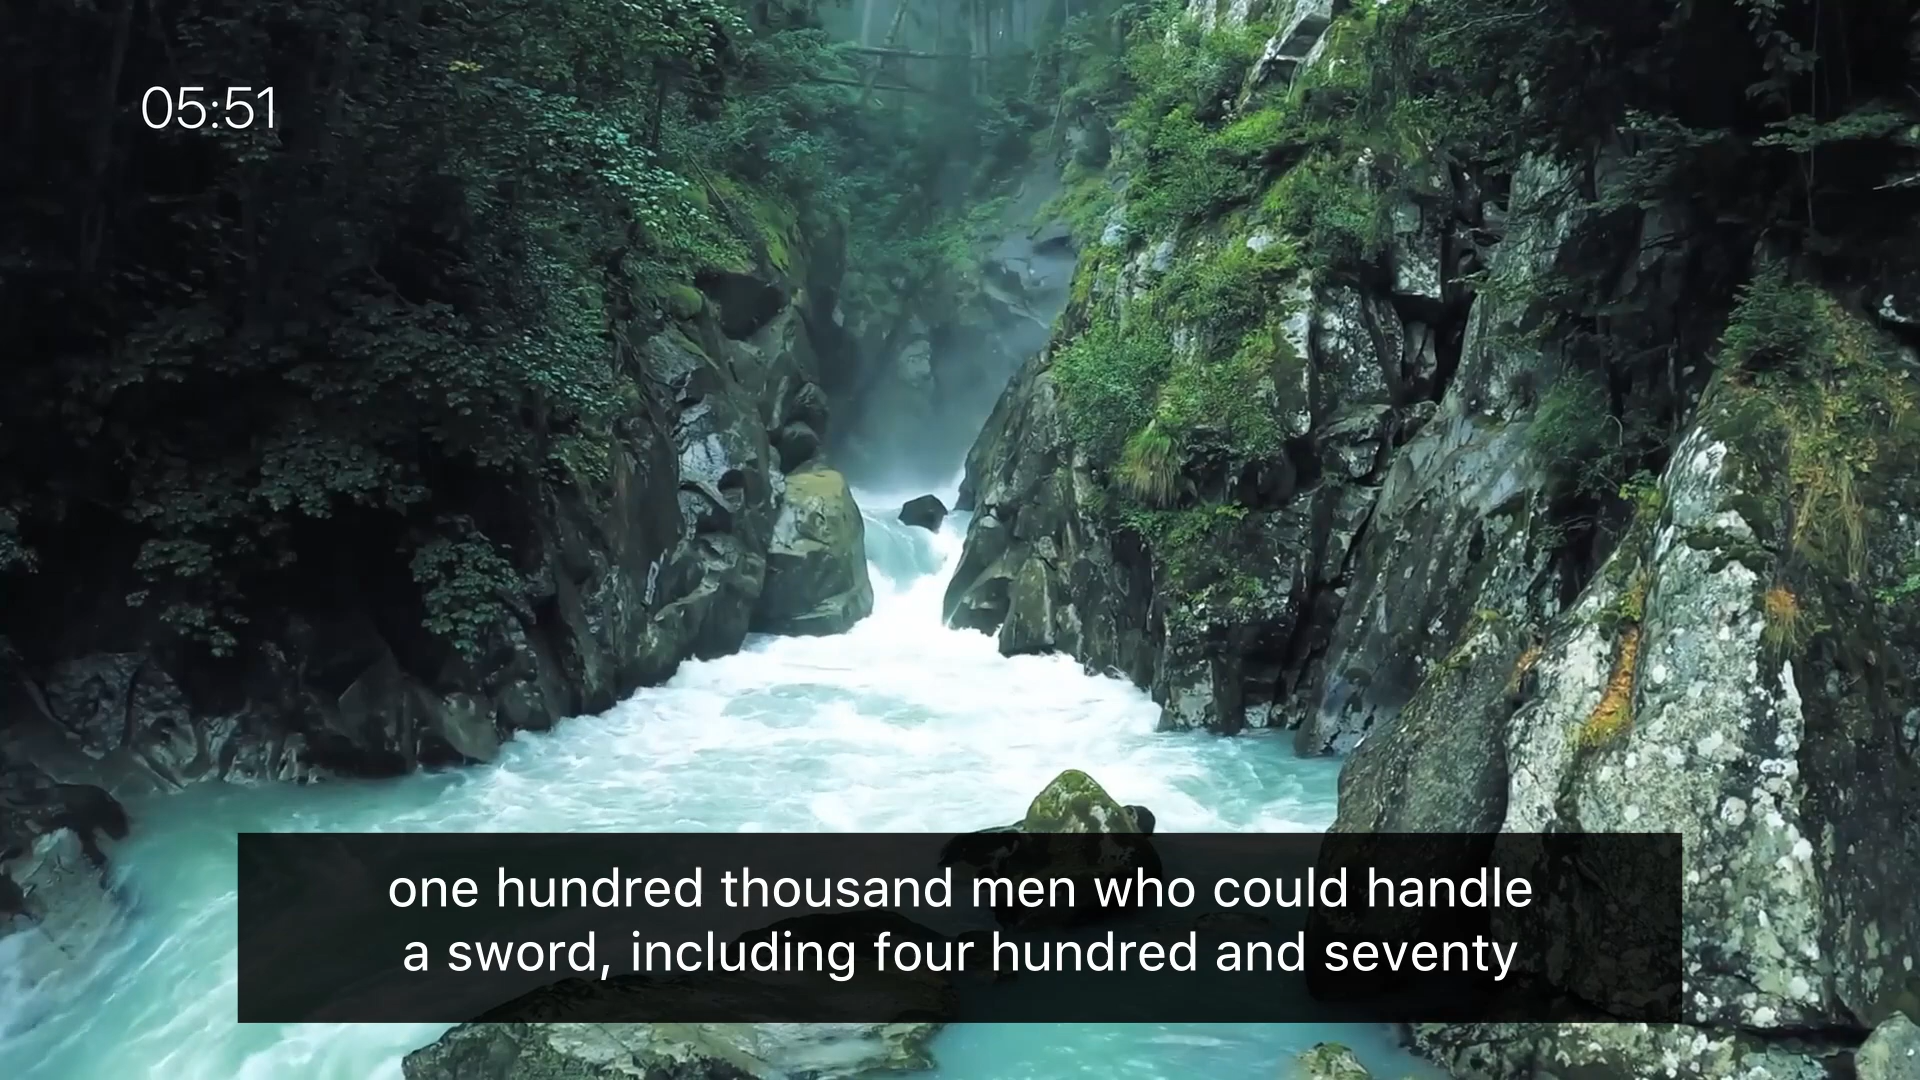 05:51
one hundred thousand men who could handle
a sword, including four hundred and seventy